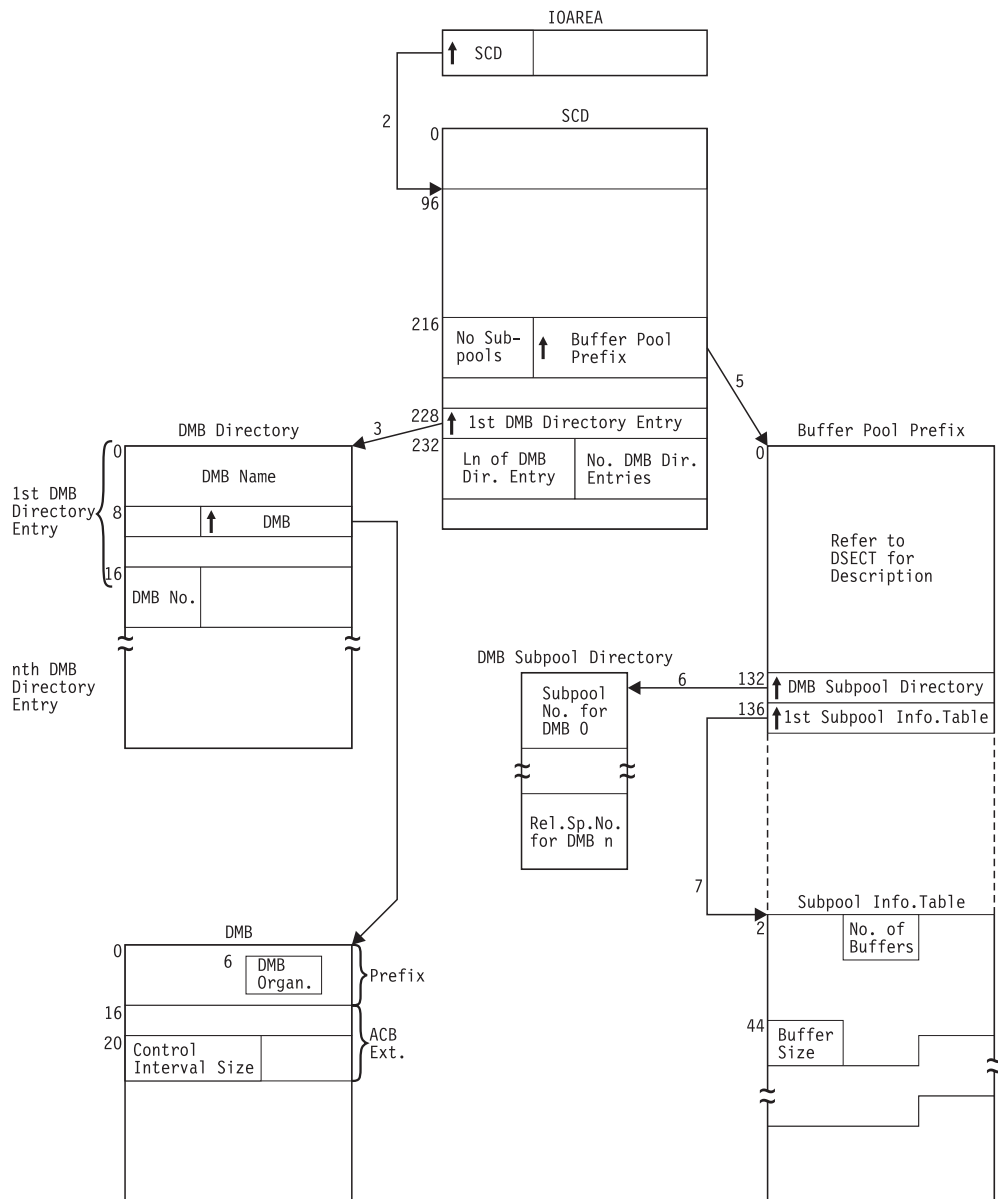 IOAREA
SCD
2
SCD
0
96
216
No Sub-
pools
Buffer Pool
Prefix
5
228
1st DMB Directory Entry
3
232
Ln of DMB
Dir. Entry
No. DMB Dir.
Entries
DMB Directory
0
DMB Name
1st DMB
Directory
Entry
8
DMB
16
DMB No.
nth DMB
Directory
Entry
Buffer Pool Prefix
0
Refer to
DSECT for
Description
132
DMB Subpool Directory
136
1st Subpool Info.Table
6
DMB Subpool Directory
Subpool
No. for
DMB 0
Rel.Sp.No.
for DMB n
7
Subpool Info.Table
2
No. of
Buffers
44
Buffer
Size
DMB
0
6
DMB
Organ.
Prefix
16
ACB
Ext.
20
Control
Interval Size